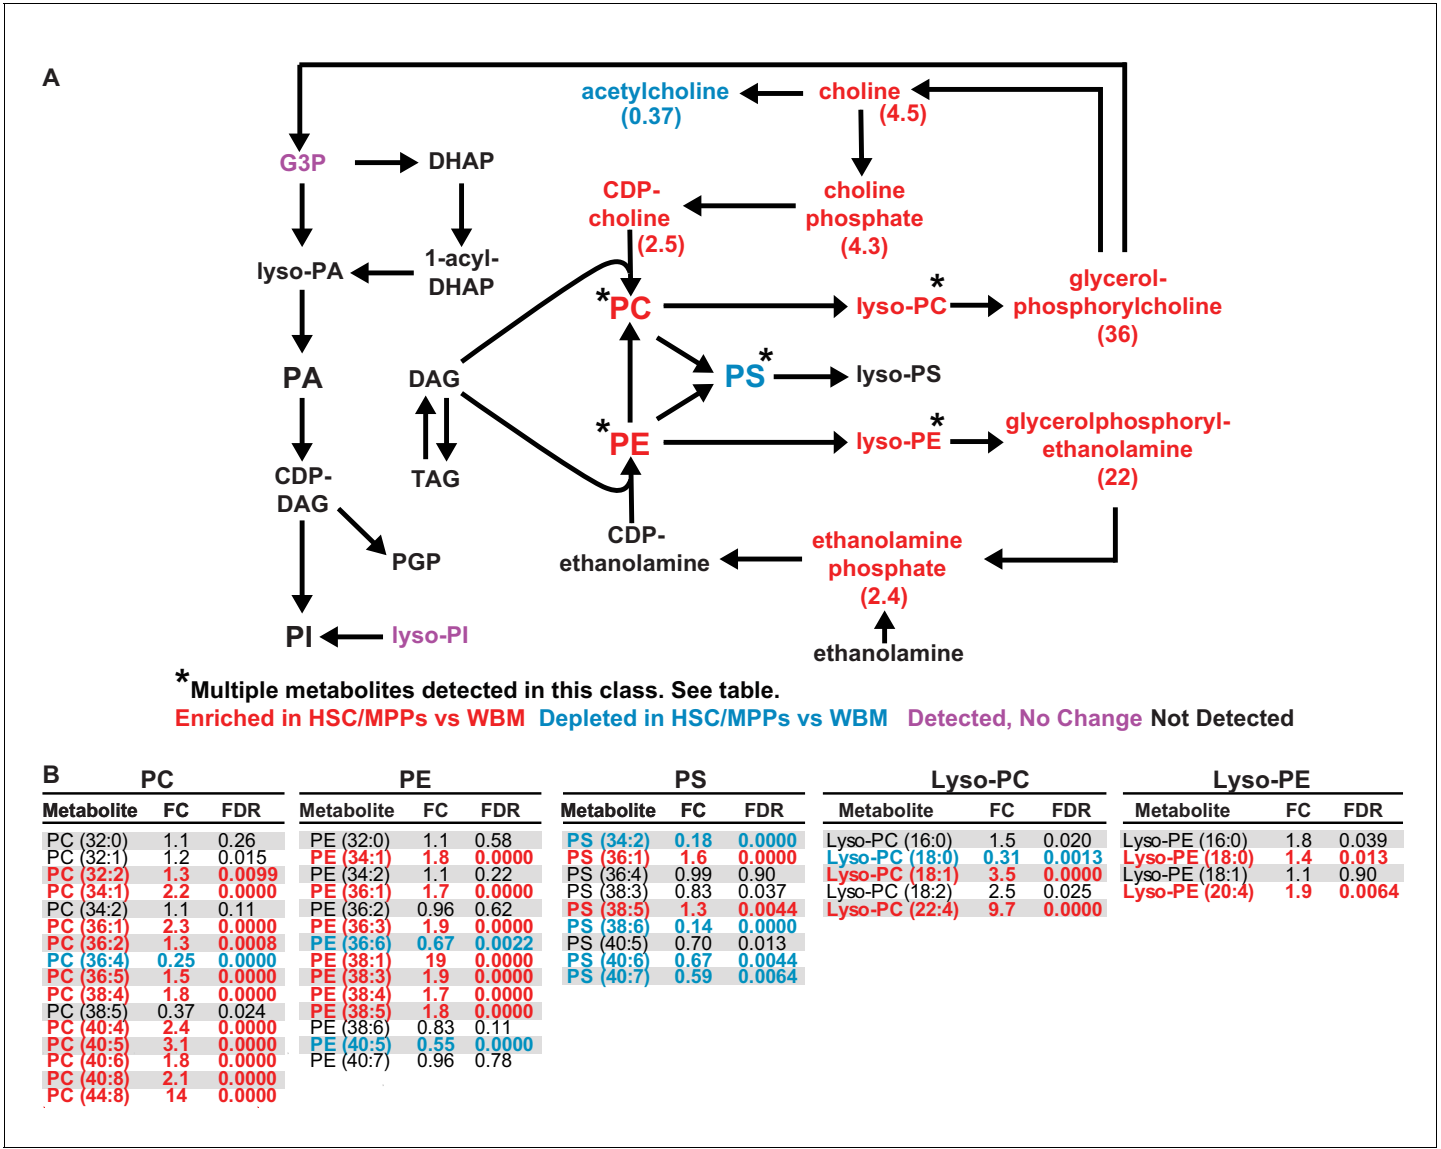 A
acetylcholine
(0.37)
choline
(4.5)
G3P
DHAP
CDP-
choline
(2.5)
choline
phosphate
(4.3)
lyso-PA
1-acyl-
DHAP
*PC
lyso-PC*
glycerol-
phosphorylcholine
(36)
PA
DAG
PS*
lyso-PS
*PE
lyso-PE*
glycerolphosphoryl-
ethanolamine
(22)
CDP-
DAG
TAG
PGP
CDP-
ethanolamine
ethanolamine
phosphate
(2.4)
PI
lyso-PI
ethanolamine
*Multiple metabolites detected in this class. See table.
Enriched in HSC/MPPs vs WBM Depleted in HSC/MPPs vs WBM Detected, No Change Not Detected
B
PC
Metabolite FC FDR
PC (32:0) 1.1 0.26
PC (32:1) 1.2 0.015
PC (32:2) 1.3 0.0099
PC (34:1) 2.2 0.0000
PC (34:2) 1.1 0.11
PC (36:1) 2.3 0.0000
PC (36:2) 1.3 0.0008
PC (36:4) 0.25 0.0000
PC (36:5) 1.5 0.0000
PC (38:4) 1.8 0.0000
PC (38:5) 0.37 0.024
PC (40:4) 2.4 0.0000
PC (40:5) 3.1 0.0000
PC (40:6) 1.8 0.0000
PC (40:8) 2.1 0.0000
PC (44:8) 14 0.0000
PE
Metabolite FC FDR
PE (32:0) 1.1 0.58
PE (34:1) 1.8 0.0000
PE (34:2) 1.1 0.22
PE (36:1) 1.7 0.0000
PE (36:2) 0.96 0.62
PE (36:3) 1.9 0.0000
PE (36:6) 0.67 0.0022
PE (38:1) 19 0.0000
PE (38:3) 1.9 0.0000
PE (38:4) 1.7 0.0000
PE (38:5) 1.8 0.0000
PE (38:6) 0.83 0.11
PE (40:5) 0.55 0.0000
PE (40:7) 0.96 0.78
PS
Metabolite FC FDR
PS (34:2) 0.18 0.0000
PS (36:1) 1.6 0.0000
PS (36:4) 0.99 0.90
PS (38:3) 0.83 0.037
PS (38:5) 1.3 0.0044
PS (38:6) 0.14 0.0000
PS (40:5) 0.70 0.013
PS (40:6) 0.67 0.0044
PS (40:7) 0.59 0.0064
Lyso-PC
Metabolite FC FDR
Lyso-PC (16:0) 1.5 0.020
Lyso-PC (18:0) 0.31 0.0013
Lyso-PC (18:1) 3.5 0.0000
Lyso-PC (18:2) 2.5 0.025
Lyso-PC (22:4) 9.7 0.0000
Lyso-PE
Metabolite FC FDR
Lyso-PE (16:0) 1.8 0.039
Lyso-PE (18:0) 1.4 0.013
Lyso-PE (18:1) 1.1 0.90
Lyso-PE (20:4) 1.9 0.0064